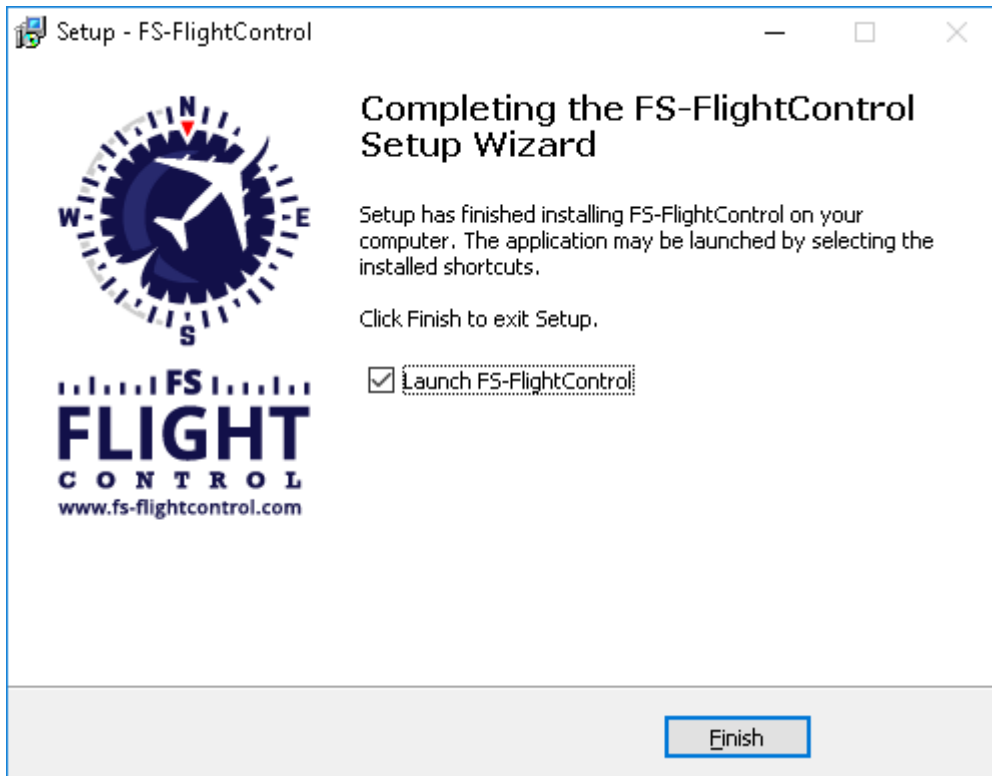 Setup - FS-FlightControl
N
W
E
S
FS
FLIGHT
CONTROL
www.fs-flightcontrol.com
Completing the FS-FlightControl
Setup Wizard
Setup has finished installing FS-FlightControl on your
computer. The application may be launched by selecting the
installed shortcuts.
Click Finish to exit Setup.
Launch FS-FlightControl
Finish